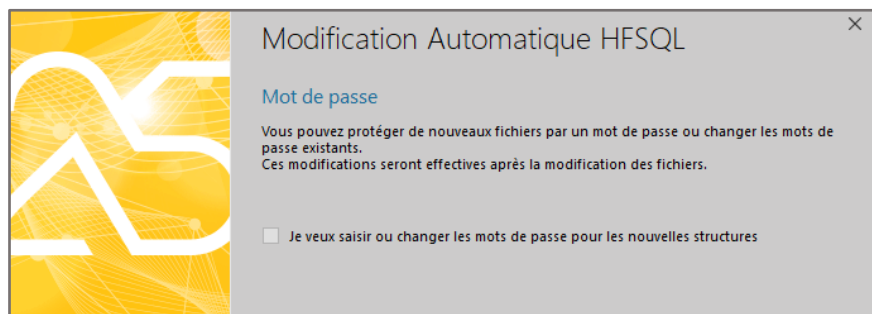 Modification Automatique HFSQL
Mot de passe
Vous pouvez protéger de nouveaux fichiers par un mot de passe ou changer les mots de
passe existants.
Ces modifications seront effectives après la modification des fichiers.
Je veux saisir ou changer les mots de passe pour les nouvelles structures